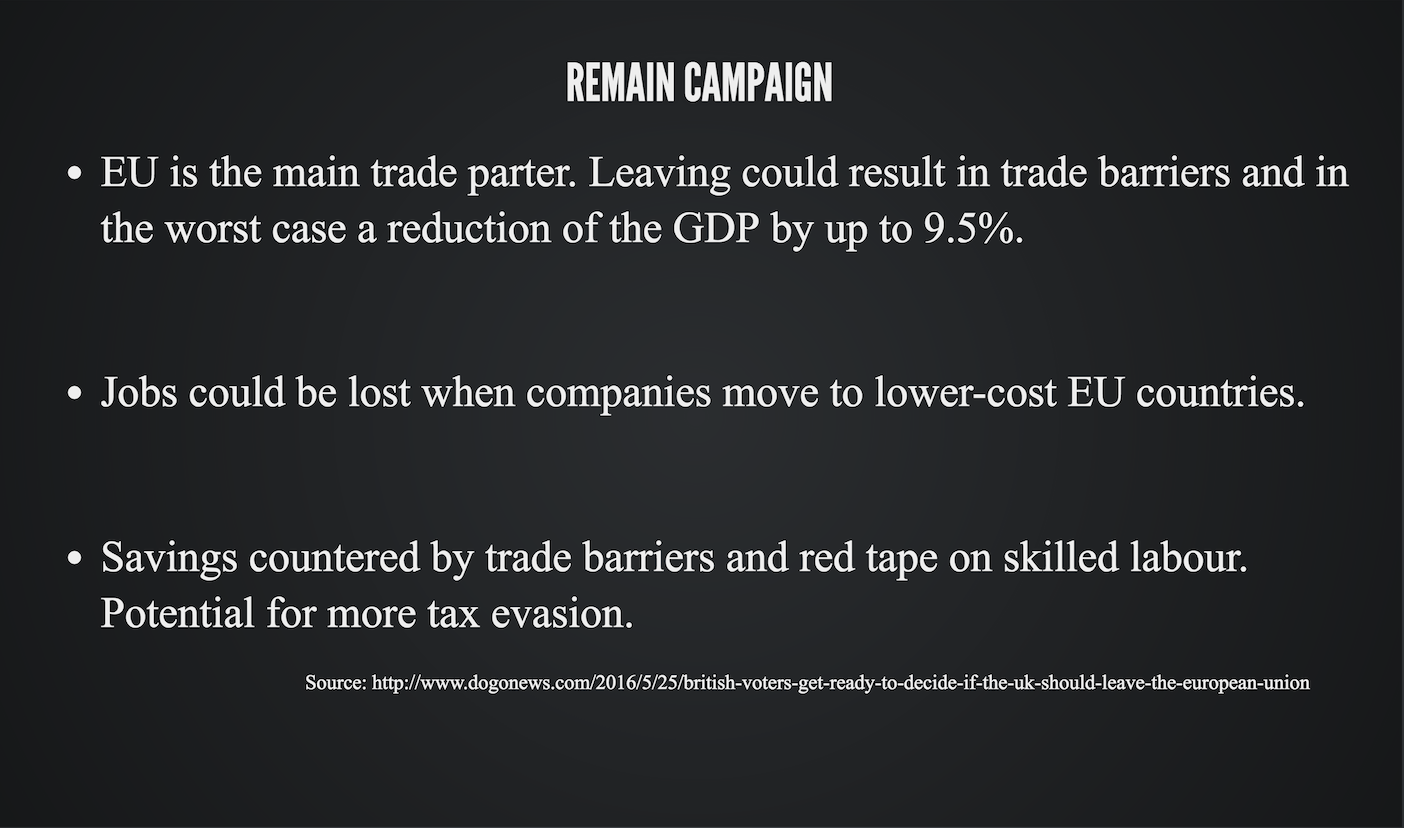 REMAIN CAMPAIGN
• EU is the main trade parter. Leaving could result in trade barriers and in
the worst case a reduction of the GDP by up to 9.5%.
• Jobs could be lost when companies move to lower-cost EU countries.
• Savings countered by trade barriers and red tape on skilled labour.
Potential for more tax evasion.
Source: http://www.dogonews.com/2016/5/25/british-voters-get-ready-to-decide-if-the-uk-should-leave-the-european-union